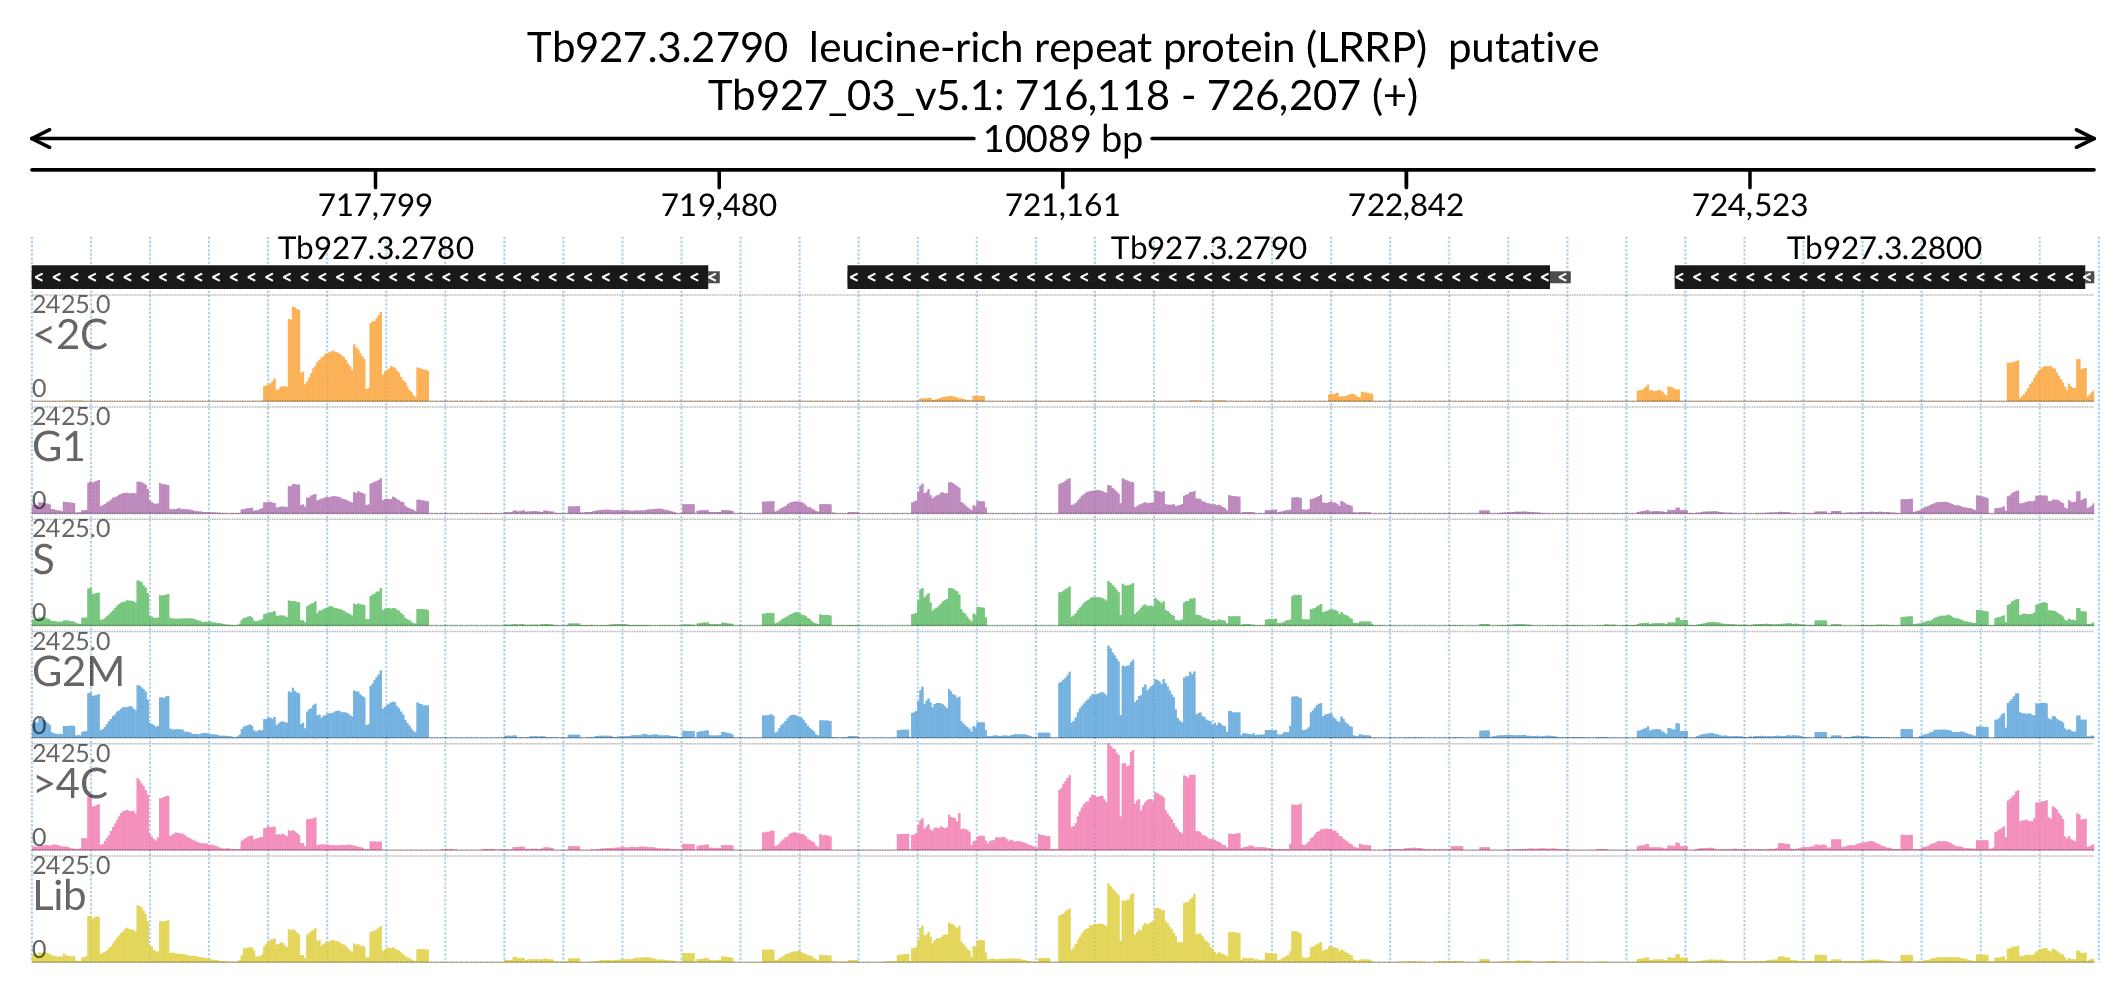 Tb927.3.2790  leucine-rich repeat protein (LRRP)  putative
Tb927_03_v5.1: 716,118 - 726,207 (+)
10089 bp
717,799 719,480 721,161 722,842 724,523
Tb927.3.2780 Tb927.3.2790 Tb927.3.2800
2425.0
<2C
0
2425.0
G1
0
2425.0
S
0
2425.0
G2M
0
2425.0
>4C
0
2425.0
Lib
0